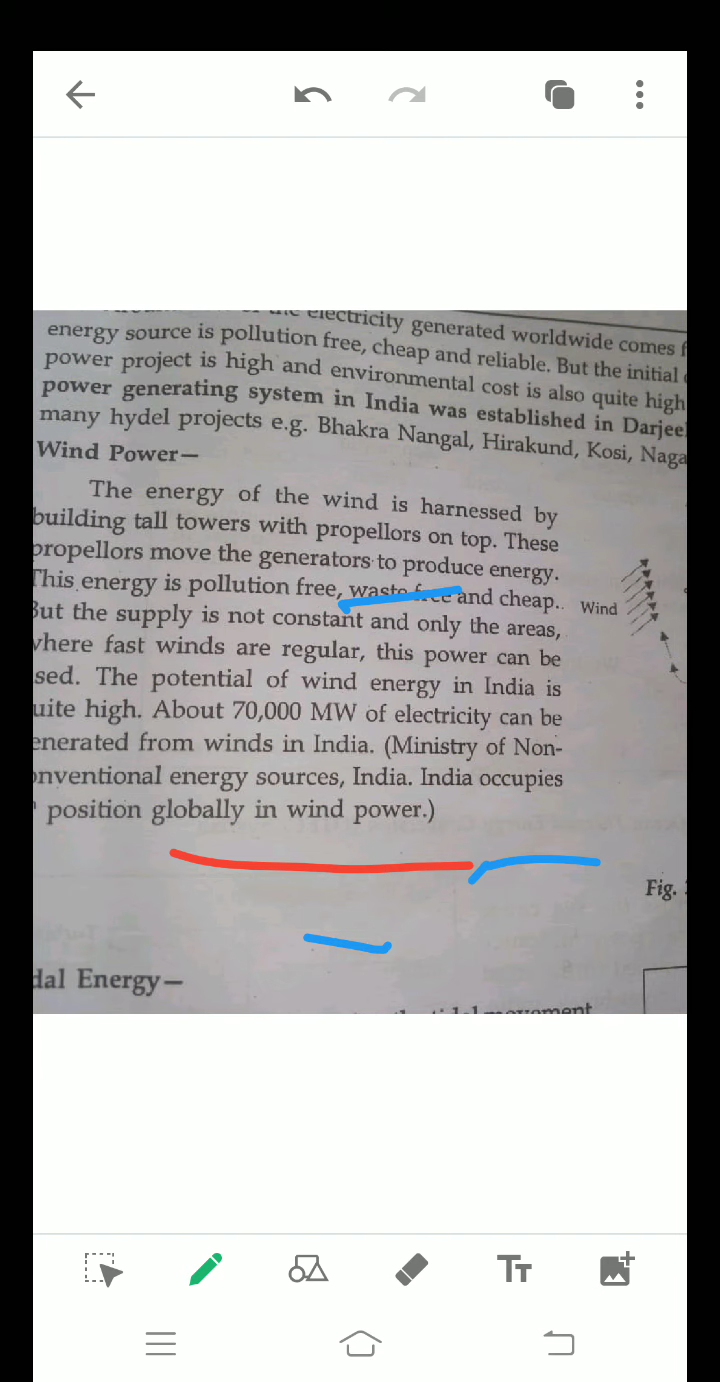 electricity generated worldwide comes f
energy source is pollution free, cheap and reliable. But the initial
power project is high and environmental cost is also quite high
power generating system in India was established in Darjee
many hydel projects e.g. Bhakra Nangal, Hirakund, Kosi, Naga
Wind Power—
The energy of the wind is harnessed by
building tall towers with propellors on top. These
propellors move the generators to produce energy.
This energy is pollution free, waste free and cheap..
But the supply is not constant and only the areas,
where fast winds are regular, this power can be
sed. The potential of wind energy in India is
uite high. About 70,000 MW of electricity can be
enerated from winds in India. (Ministry of Non-
onventional energy sources, India. India occupies
position globally in wind power.)
Wind
Fig.
dal Energy—
tidal movement
TT